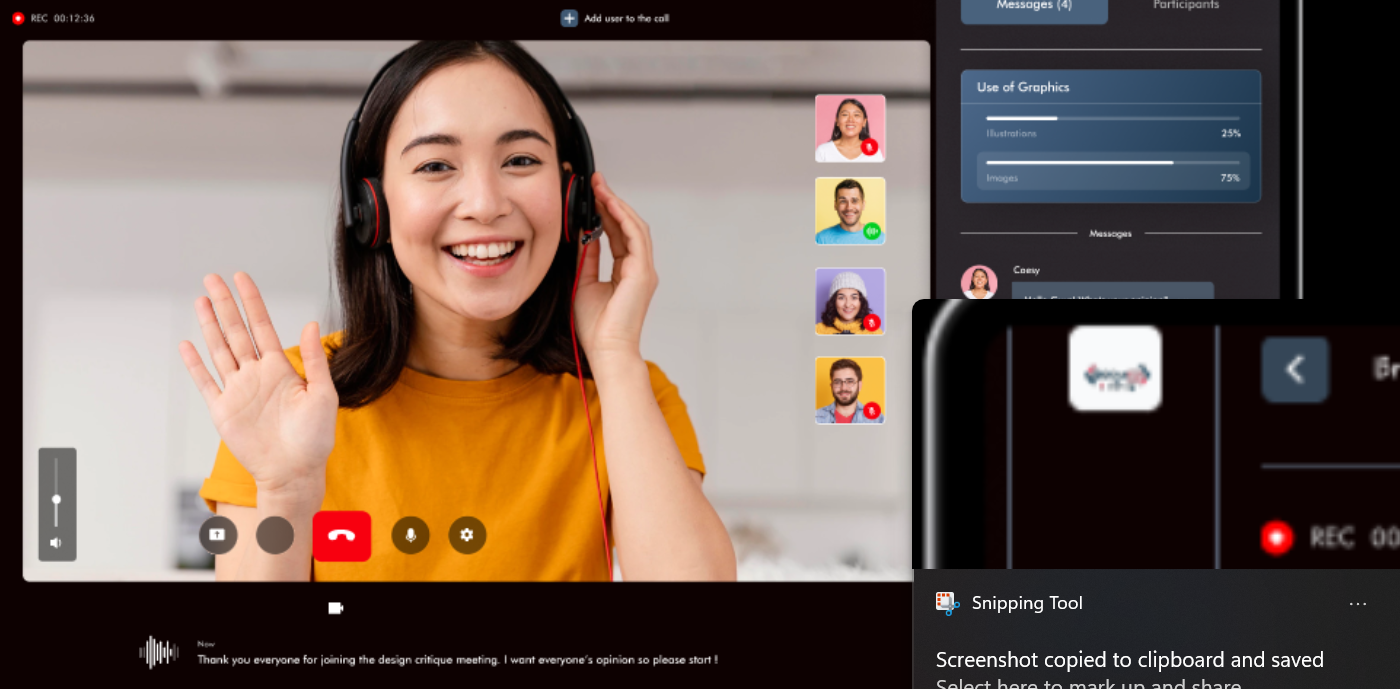 REC 00:12:36
Add user to the call
Messages (4)
Participants
Use of Graphics
Illustrations
25%
Images
75%
Messages
Now
Thank you everyone for joining the design critique meeting. I want everyone's opinion so please start !
REC 00
Snipping Tool
Screenshot copied to clipboard and saved
Select here to mark up and share